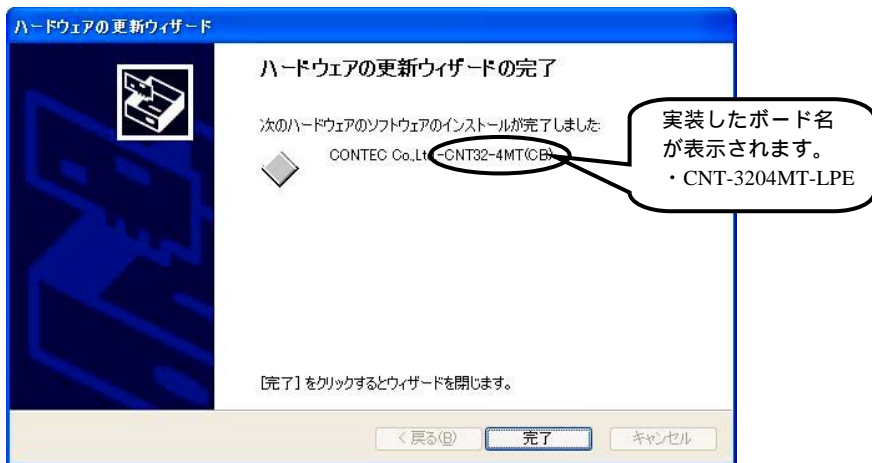 ハードウェアの更新ウィザード
ハードウェアの更新ウィザードの完了
次のハードウェアのソフトウェアのインストールが完了しました:
CONTEC Co.,Ltd.-CNT32-4MT(CB)
実装したボード名
が表示されます。
・CNT-3204MT-LPE
[完了] をクリックするとウィザードを閉じます。
< 戻る(B)
完了
キャンセル